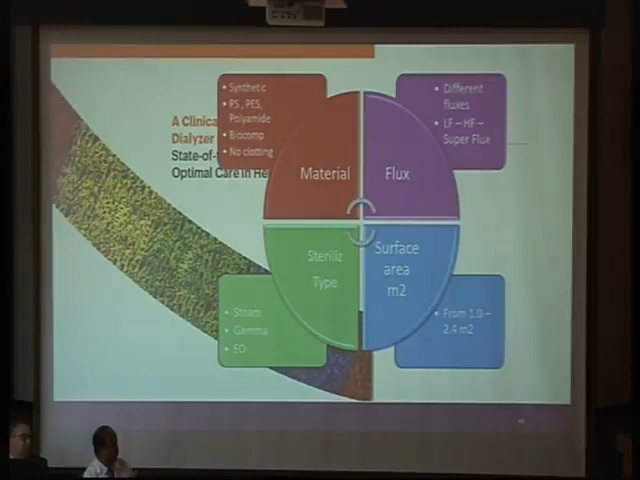 • Synthetic
• PS, PES,
Polyamide
• Biocomp
• No clotting
Material
• Different
fluxes
• LF – HF –
Super Flux
Flux
A Clinica
Dialyzer
State-of-
Optimal Care in He
Steriliz
Type
• Steam
• Gamma
• EO
Surface
area
m2
• From 1.0 –
2.4 m2